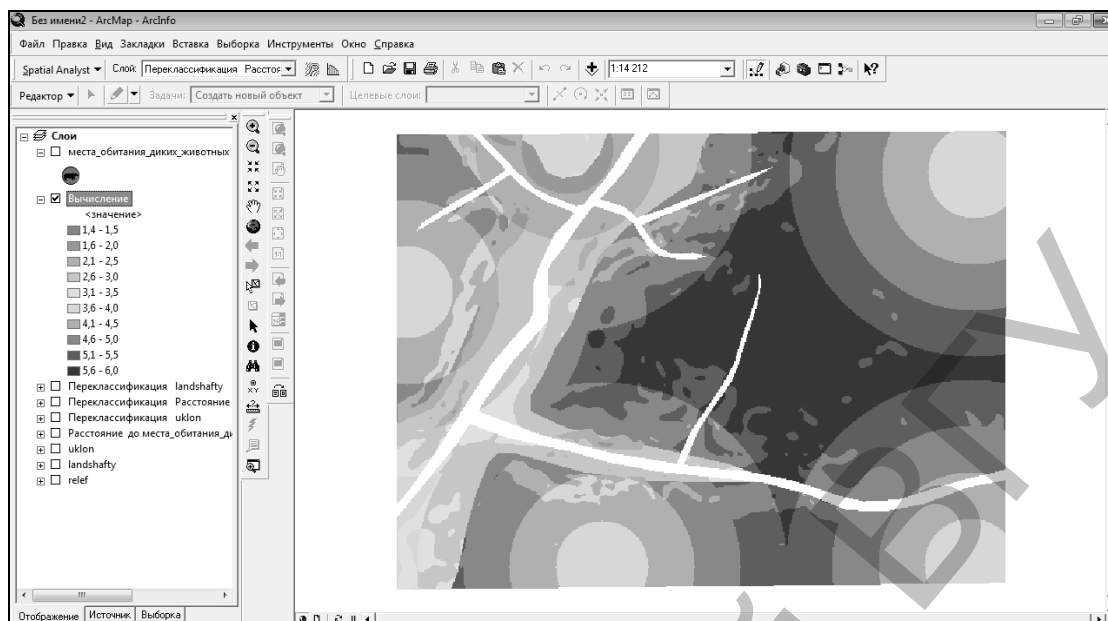 Без имени2 - ArcMap - ArcInfo
Файл Правка Вид Закладки Вставка Выборка Инструменты Окно Справка
Spatial Analyst Слой: Переклассификация Расстоя 1:14 212
Редактор Задачи: Создать новый объект Целевые слои:
Слои
места_обитания_диких_животных
Вычисление
<значение>
1,4 - 1,5
1,6 - 2,0
2,1 - 2,5
2,6 - 3,0
3,1 - 3,5
3,6 - 4,0
4,1 - 4,5
4,6 - 5,0
5,1 - 5,5
5,6 - 6,0
Переклассификация landshafty
Переклассификация Расстояние
Переклассификация uklon
Расстояние до места_обитания_ди
uklon
landshafty
relef
Отображение Источник Выборка
1:1
XY
БГУ